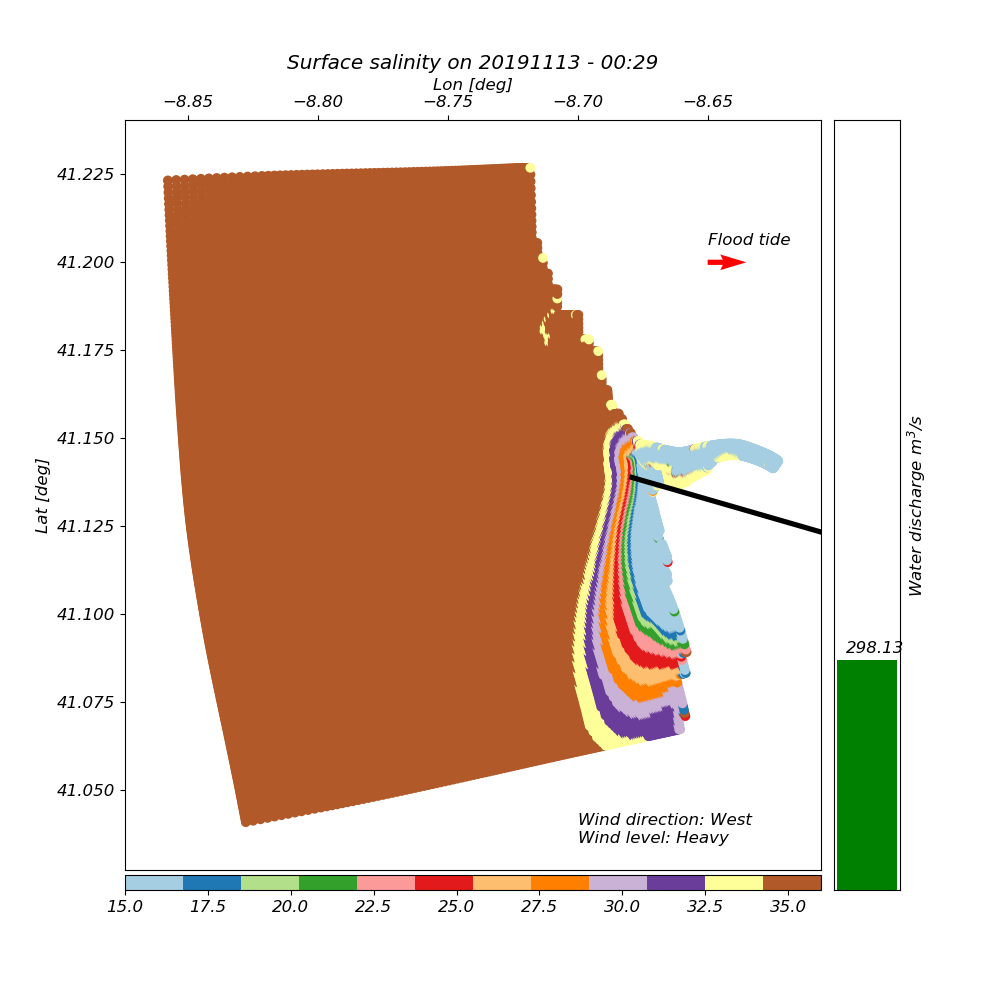 Surface salinity on 20191113 - 00:29
Lon [deg]
−8.85 −8.80 −8.75 −8.70 −8.65
41.225
41.200
41.175
41.150
41.125
41.100
41.075
41.050
Lat [deg]
Flood tide
Wind direction: West
Wind level: Heavy
298.13
Water discharge m³/s
15.0 17.5 20.0 22.5 25.0 27.5 30.0 32.5 35.0